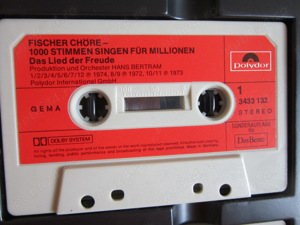 FISCHER CHÖRE –
1000 STIMMEN SINGEN FÜR MILLIONEN
Das Lied der Freude
Produktion und Orchester HANS BERTRAM
1/2/3/4/5/6/7/12 ℗ 1974, 8/9 ℗ 1972, 10/11 ℗ 1973
Polydor International GmbH
Polydor
GEMA
1
3433 132
STEREO
DOLBY SYSTEM
SONDERAUFLAGE
für
DasBeste